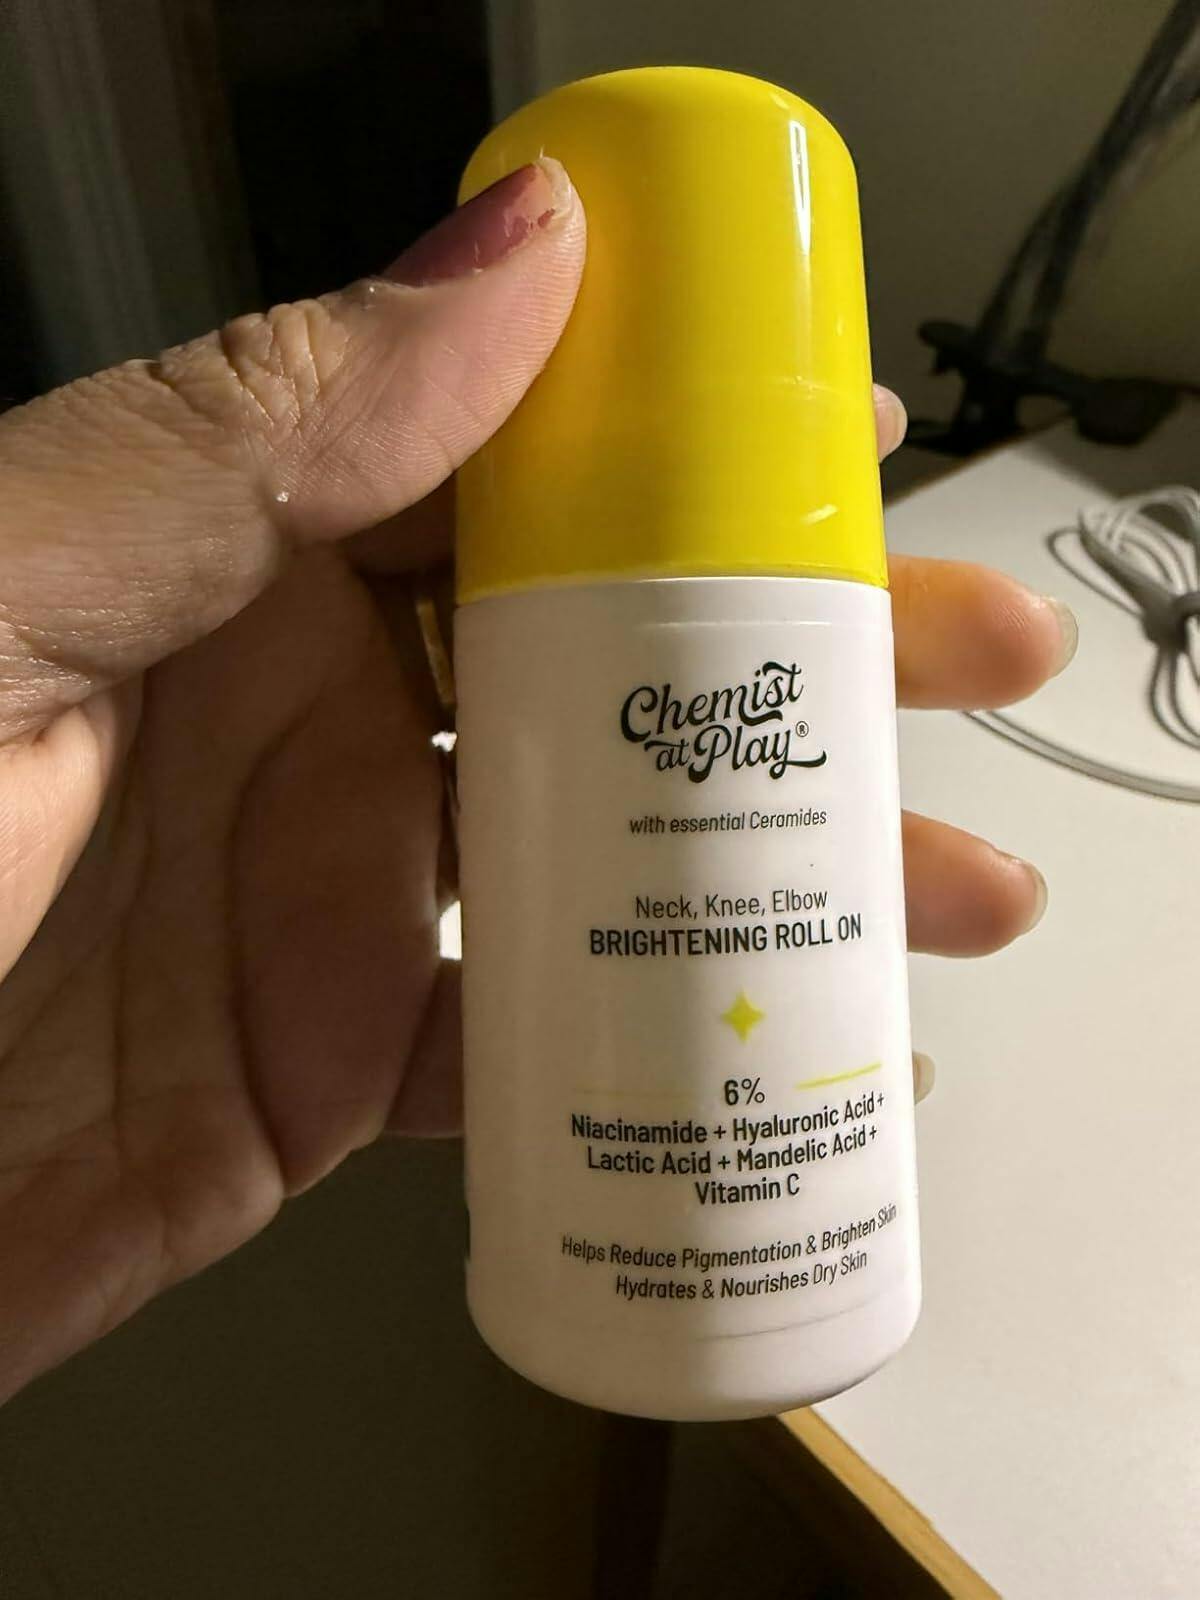 Chemist
at Play®
with essential Ceramides
Neck, Knee, Elbow
BRIGHTENING ROLL ON
6%
Niacinamide + Hyaluronic Acid +
Lactic Acid + Mandelic Acid +
Vitamin C
Helps Reduce Pigmentation & Brighten Skin
Hydrates & Nourishes Dry Skin